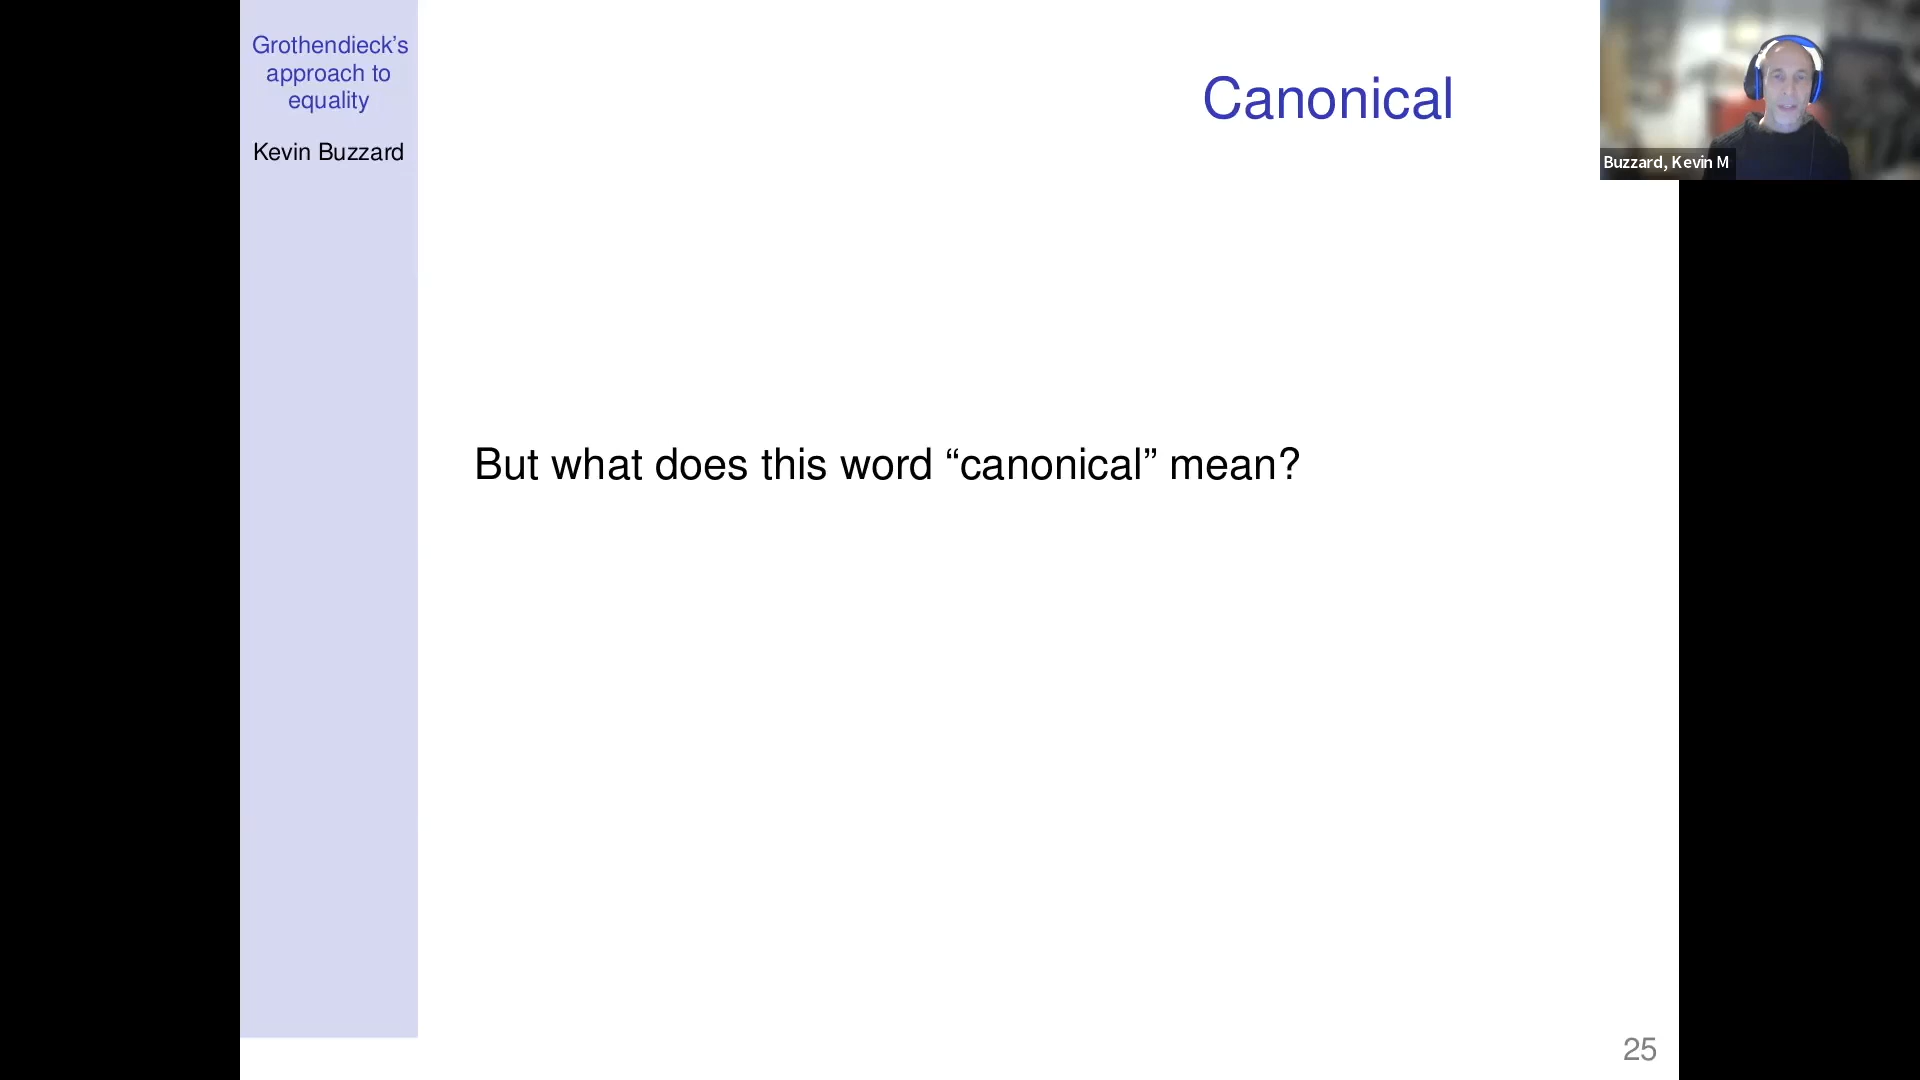 Grothendieck’s
approach to
equality
Kevin Buzzard
Canonical
Buzzard, Kevin M
But what does this word “canonical” mean?
25